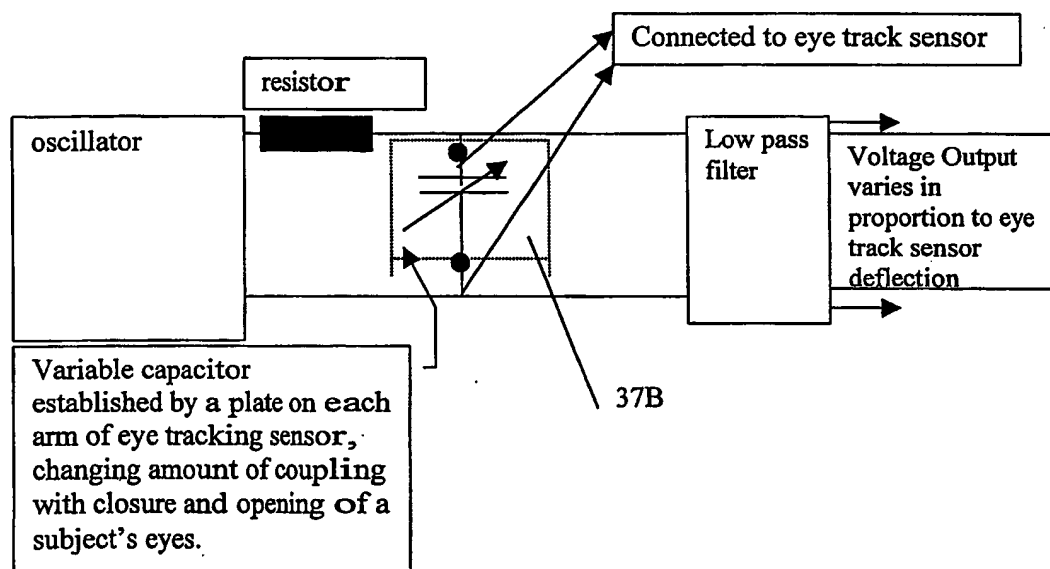 Connected to eye track sensor
resistor
oscillator
Low pass
filter
Voltage Output
varies in
proportion to eye
track sensor
deflection
37B
Variable capacitor
established by a plate on each
arm of eye tracking sensor,
changing amount of coupling
with closure and opening of a
subject's eyes.